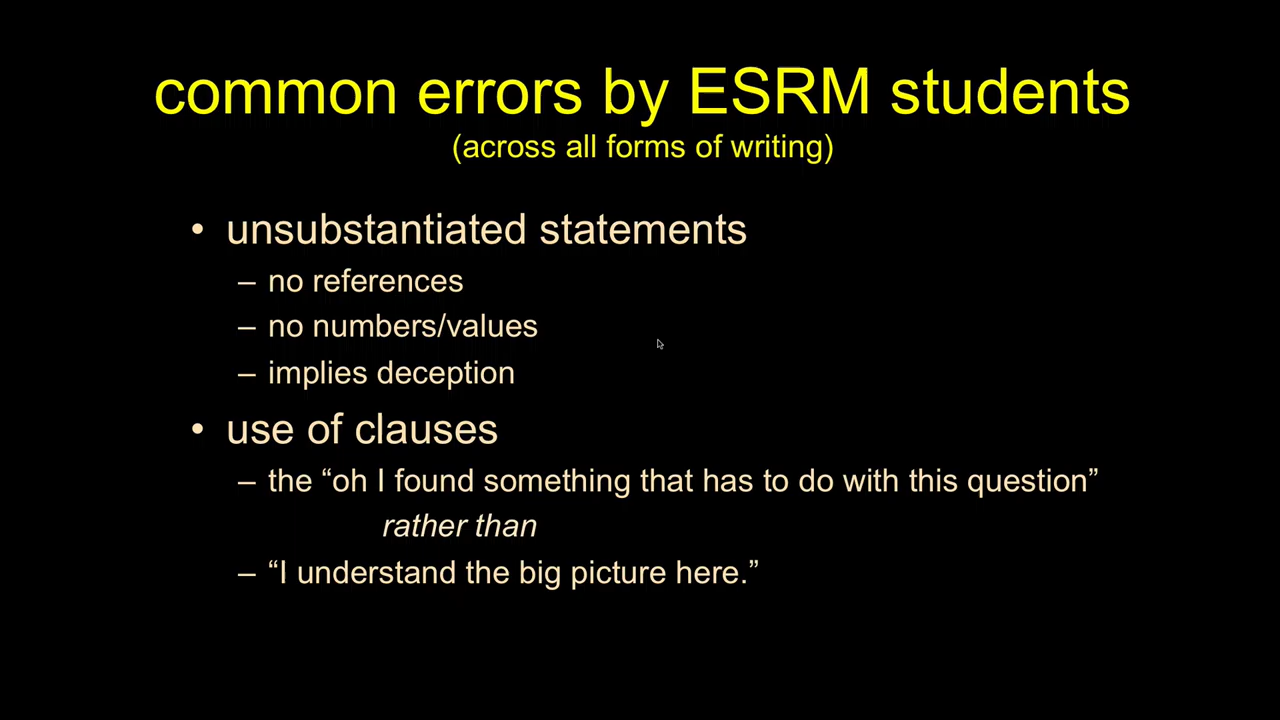 common errors by ESRM students
(across all forms of writing)
• unsubstantiated statements
– no references
– no numbers/values
– implies deception
• use of clauses
– the “oh I found something that has to do with this question”
rather than
– “I understand the big picture here.”